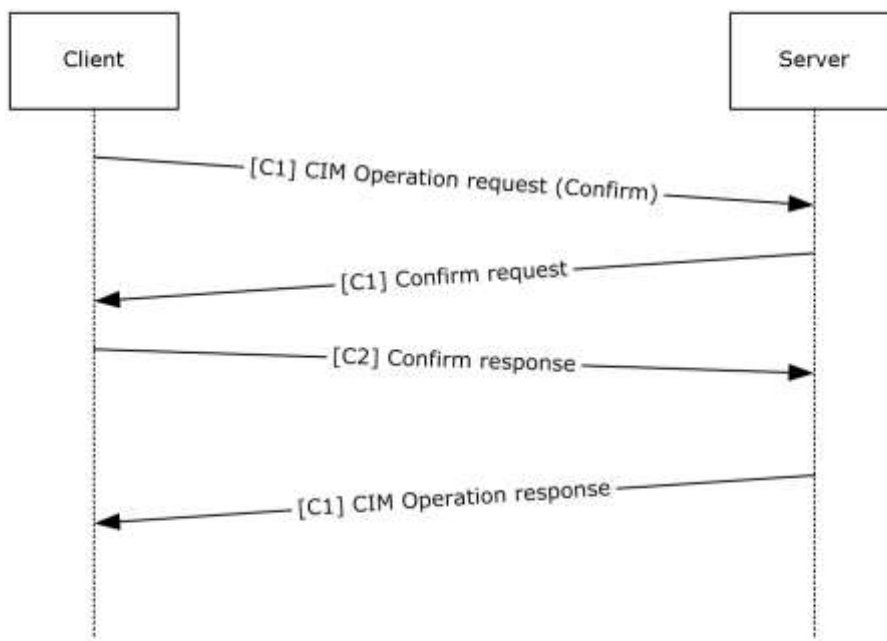 Client
Server
[C1] CIM Operation request (Confirm)
[C1] Confirm request
[C2] Confirm response
[C1] CIM Operation response